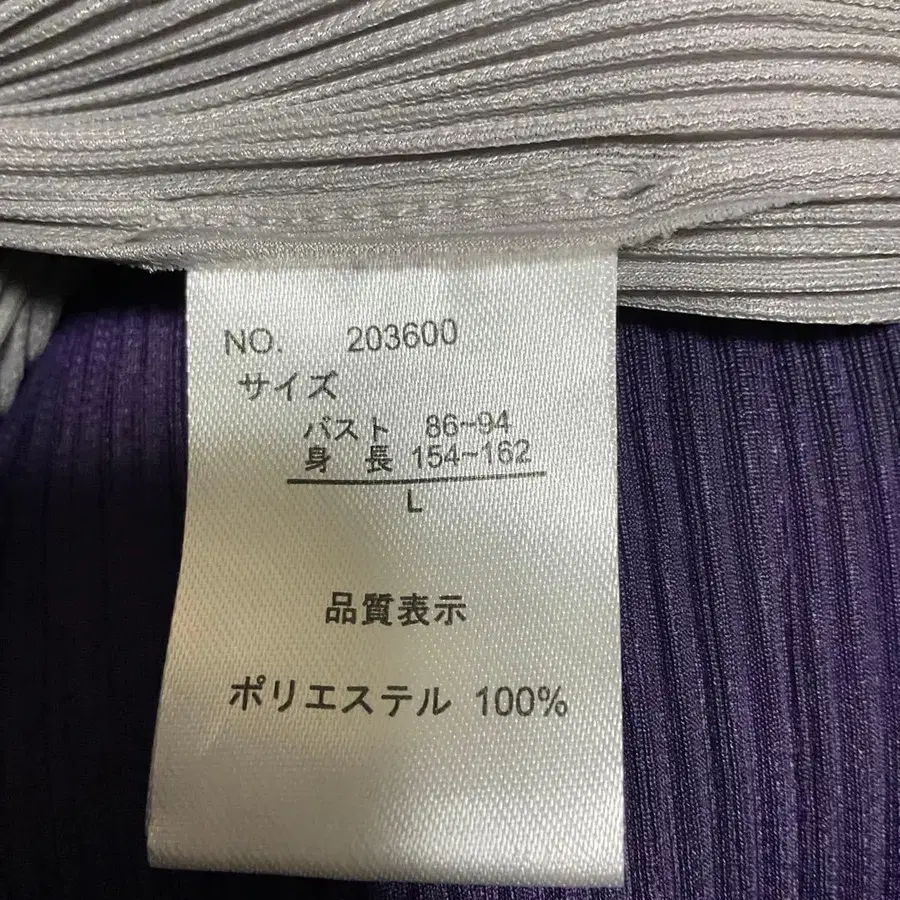 NO. 203600
サイズ
バスト 86~94
身 長 154~162
L
品質表示
ポリエステル 100%